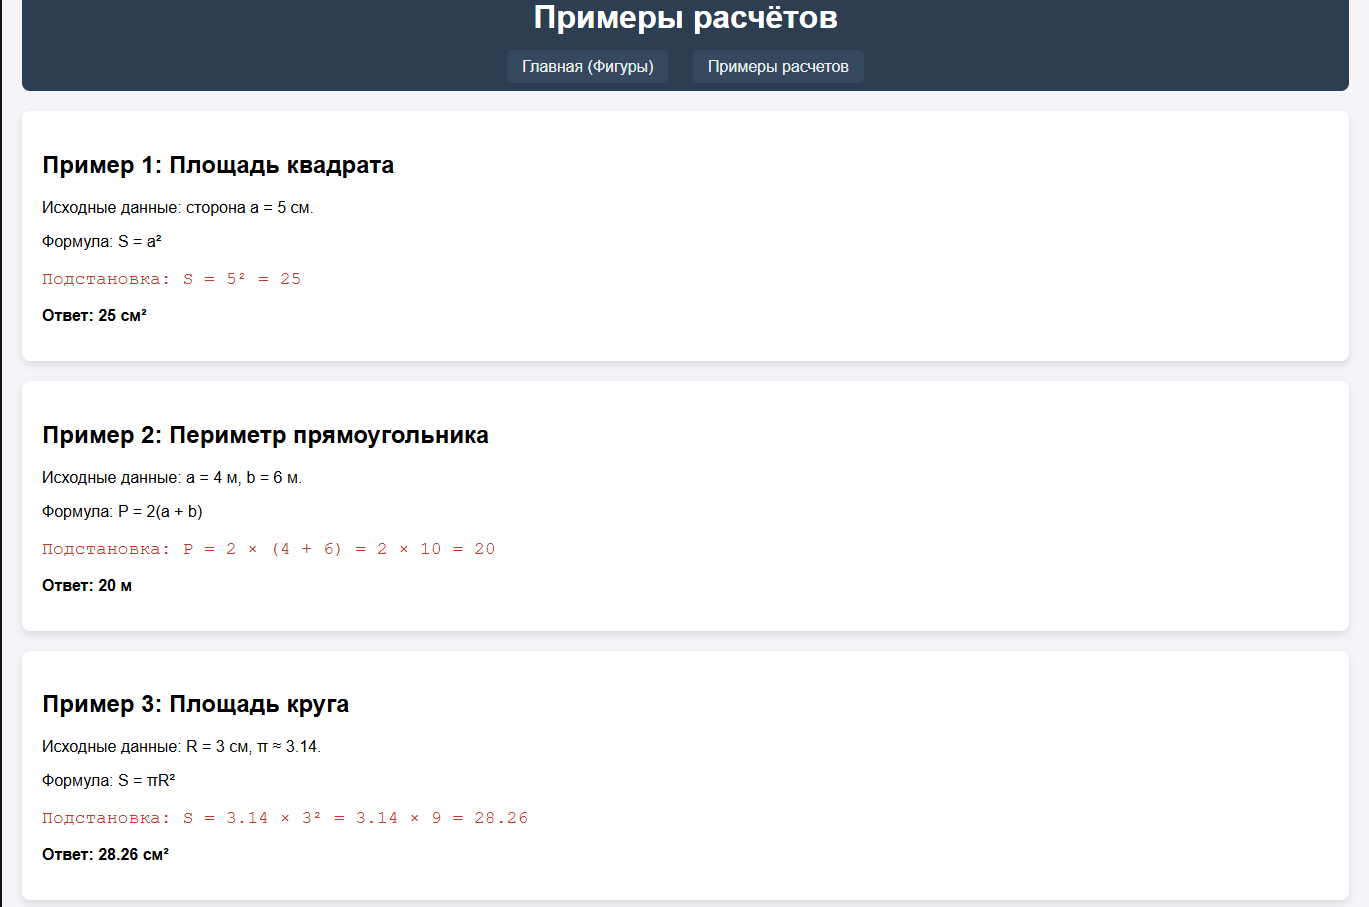 Примеры расчётов
Главная (Фигуры) Примеры расчетов
Пример 1: Площадь квадрата
Исходные данные: сторона a = 5 см.
Формула: S = a²
Подстановка: S = 5² = 25
Ответ: 25 см²
Пример 2: Периметр прямоугольника
Исходные данные: a = 4 м, b = 6 м.
Формула: P = 2(a + b)
Подстановка: P = 2 × (4 + 6) = 2 × 10 = 20
Ответ: 20 м
Пример 3: Площадь круга
Исходные данные: R = 3 см, π ≈ 3.14.
Формула: S = πR²
Подстановка: S = 3.14 × 3² = 3.14 × 9 = 28.26
Ответ: 28.26 см²